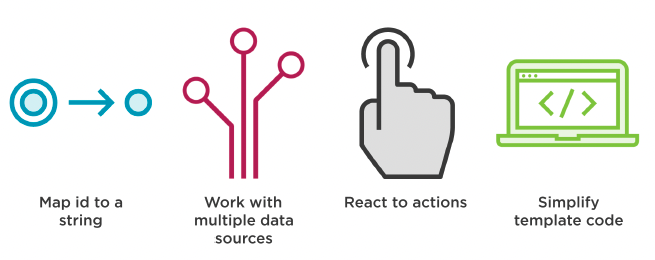 Map id to a
string
Work with
multiple data
sources
React to actions
Simplify
template code